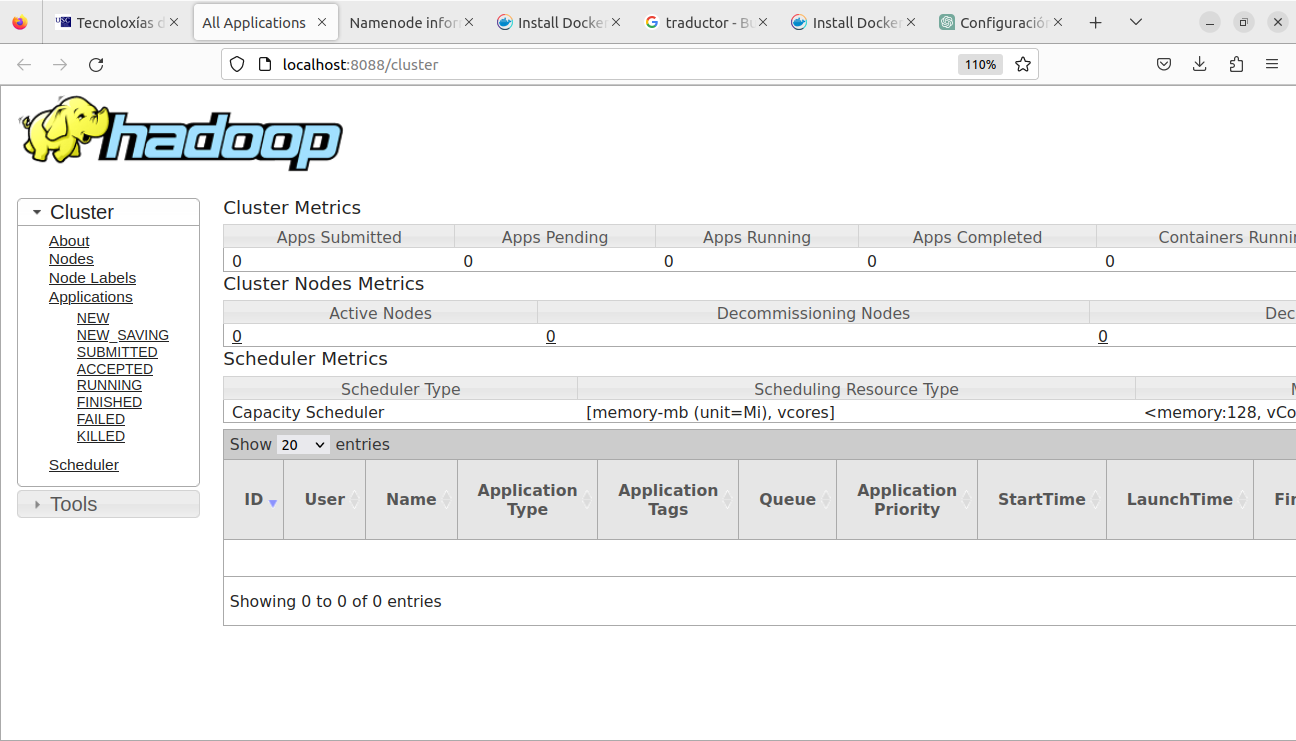 USC Tecnoloxías d
All Applications
Namenode infor
Install Docker
traductor - Bu
Install Docker
Configuración
localhost:8088/cluster
110%
hadoop
Cluster
About
Nodes
Node Labels
Applications
NEW
NEW_SAVING
SUBMITTED
ACCEPTED
RUNNING
FINISHED
FAILED
KILLED
Scheduler
Tools
Cluster Metrics
Apps Submitted Apps Pending Apps Running Apps Completed Containers Runnin
0 0 0 0 0
Cluster Nodes Metrics
Active Nodes Decommissioning Nodes Dec
0 0 0
Scheduler Metrics
Scheduler Type Scheduling Resource Type M
Capacity Scheduler [memory-mb (unit=Mi), vcores] <memory:128, vCo
Show 20 entries
ID User Name Application Type Application Tags Queue Application Priority StartTime LaunchTime Fin
Showing 0 to 0 of 0 entries